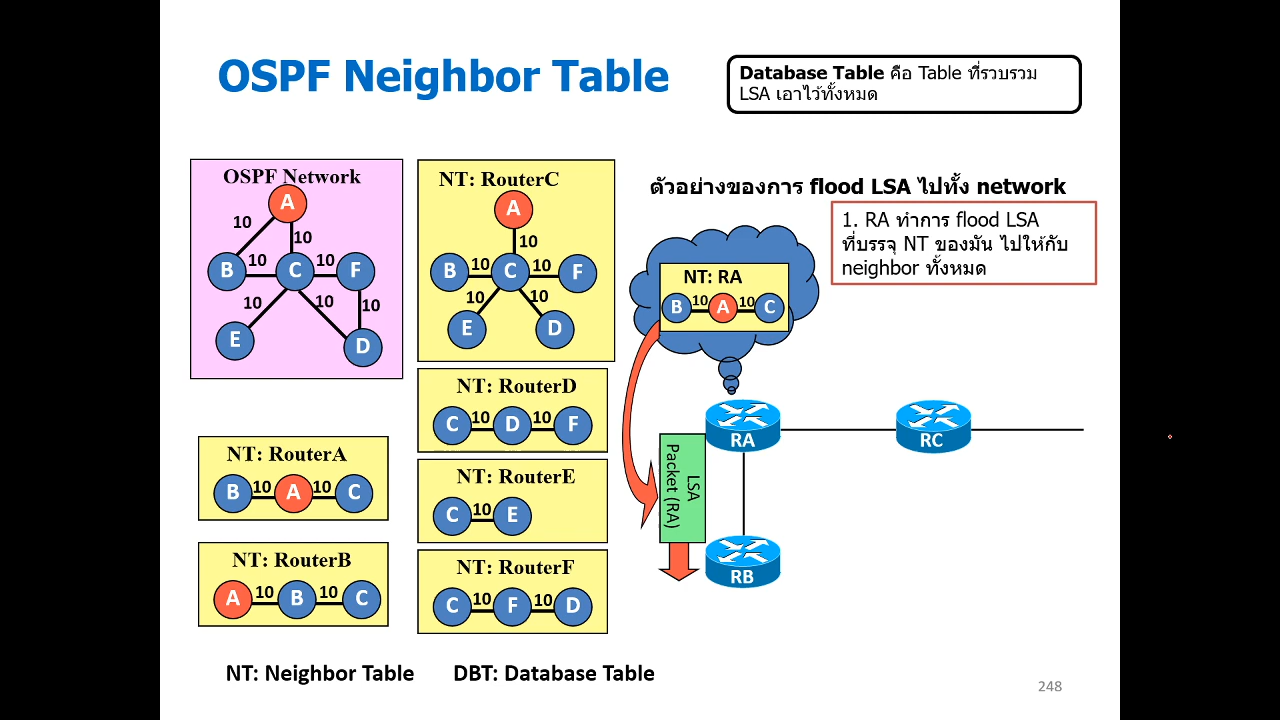 OSPF Neighbor Table
Database Table คือ Table ที่รวบรวม
LSA เอาไว้ทั้งหมด
OSPF Network
A
10
10
B
10
C
10
F
10
10
10
E
D
NT: RouterA
B
10
A
10
C
NT: RouterB
A
10
B
10
C
NT: RouterC
A
10
B
10
C
10
F
10
10
E
D
NT: RouterD
C
10
D
10
F
NT: RouterE
C
10
E
NT: RouterF
C
10
F
10
D
ตัวอย่างของการ flood LSA ไปทั้ง network
1. RA ทำการ flood LSA
ที่บรรจุ NT ของมัน ไปให้กับ
neighbor ทั้งหมด
NT: RA
B
10
A
10
C
RA
RC
LSA
Packet (RA)
RB
NT: Neighbor Table
DBT: Database Table
248